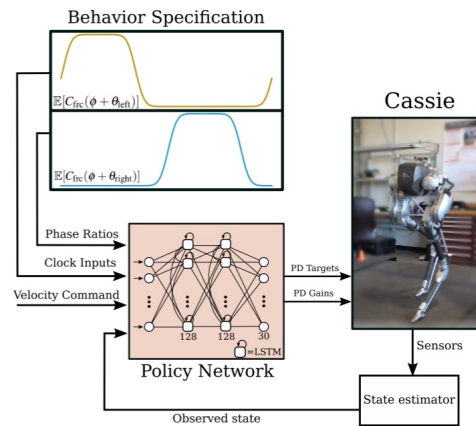 Behavior Specification
𝔼[C_frc(ϕ + θ_left)]
𝔼[C_frc(ϕ + θ_right)]
Cassie
Phase Ratios
Clock Inputs
Velocity Command
PD Targets
PD Gains
128
128
30
=LSTM
Policy Network
Sensors
State estimator
Observed state